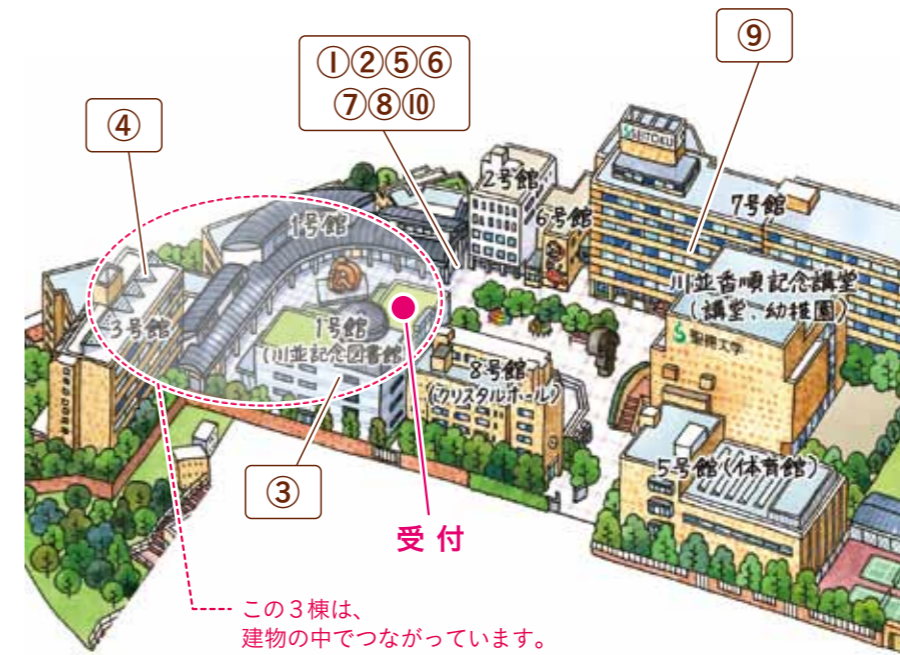 ⑨
①②⑤⑥
⑦⑧⑩
④
SEITOKU
2号館
6号館
7号館
1号館
川並香順記念講堂
(講堂、幼稚園)
3号館
1号館
(川並記念図書館)
聖徳大学
8号館
(クリスタルホール)
5号館(体育館)
③
受付
この3棟は、
建物の中でつながっています。